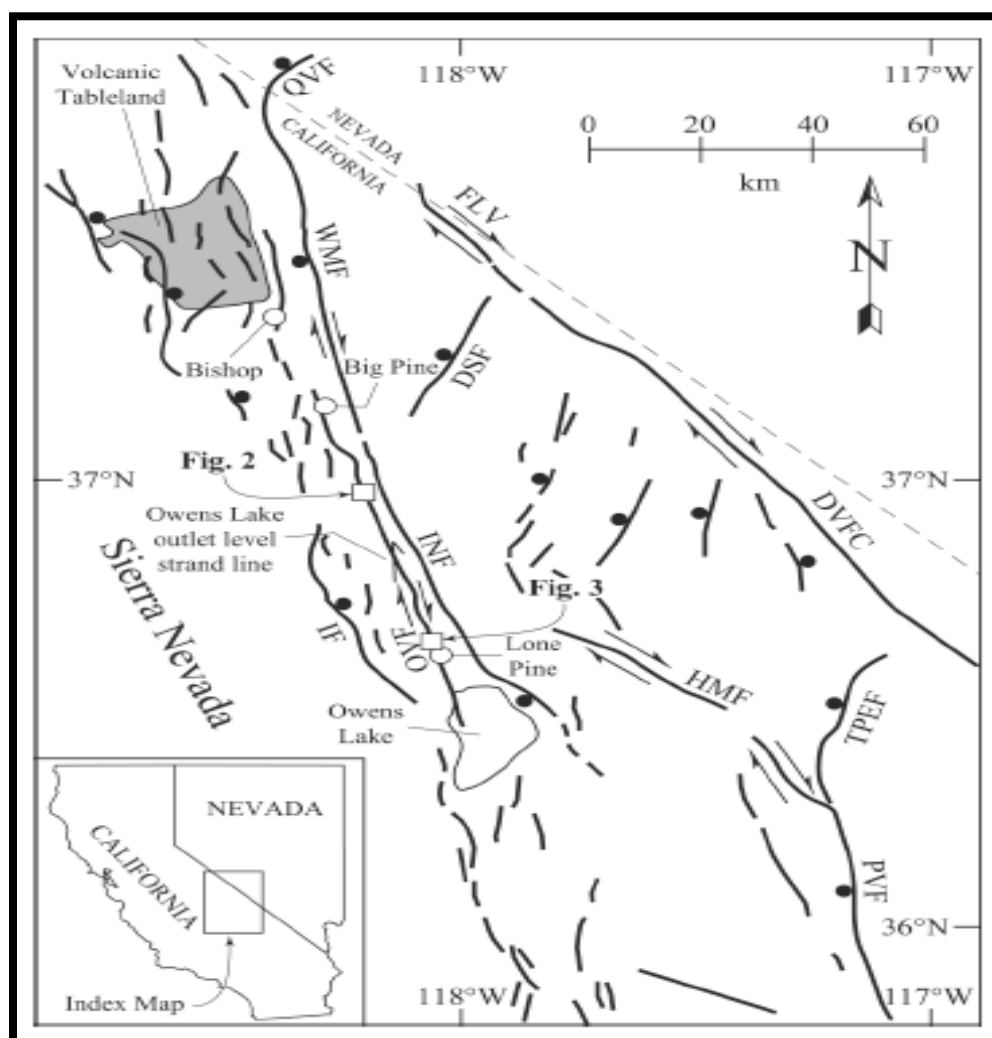 Volcanic
Tableland
QVF
118°W
117°W
NEVADA
CALIFORNIA
0 20 40 60
km
N
FLV
WMF
Bishop
Big Pine
DSF
Fig. 2
37°N
37°N
Owens Lake
outlet level
strand line
INF
DVFC
Fig. 3
Sierra Nevada
IF
OVF
Lone
Pine
HMF
Owens
Lake
TPEF
NEVADA
CALIFORNIA
PVF
36°N
Index Map
118°W
117°W